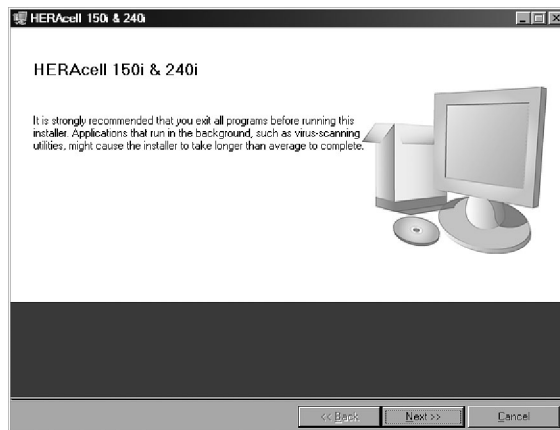 HERAcell 150i & 240i
HERAcell 150i & 240i
It is strongly recommended that you exit all programs before running this
installer. Applications that run in the background, such as virus-scanning
utilities, might cause the installer to take longer than average to complete.
<< Back
Next >>
Cancel